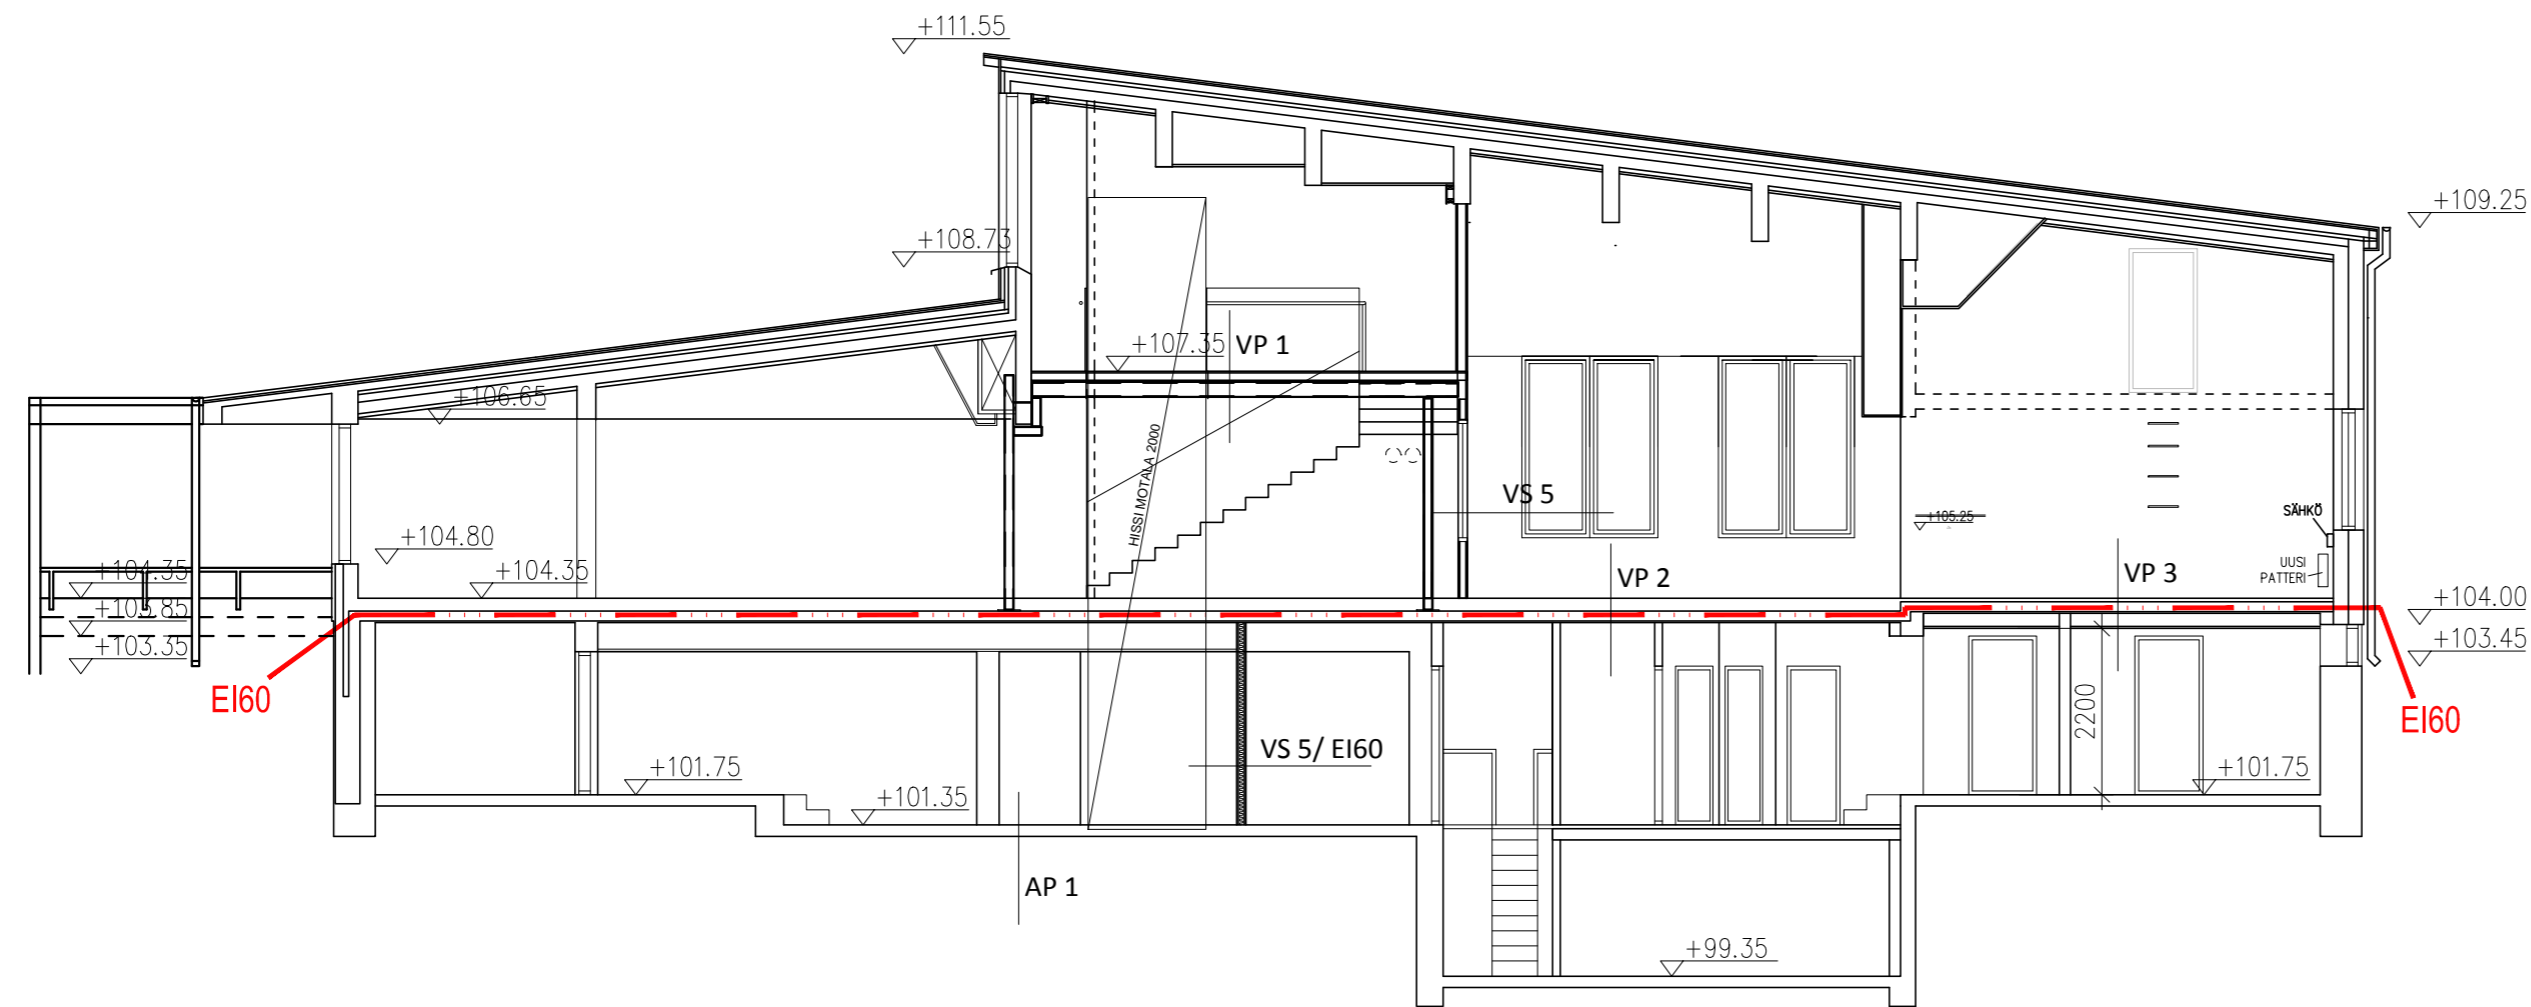 +111.55
+109.25
+108.73
+107.35
VP 1
+106.65
HISSI MOTALA 2000
VS 5
+105.25
SÄHKÖ
+104.80
UUSI
PATTERI
VP 2
VP 3
+104.35
+104.35
+103.85
+103.35
+104.00
+103.45
EI60
EI60
2200
VS 5/ EI60
+101.75
+101.35
+101.75
AP 1
+99.35